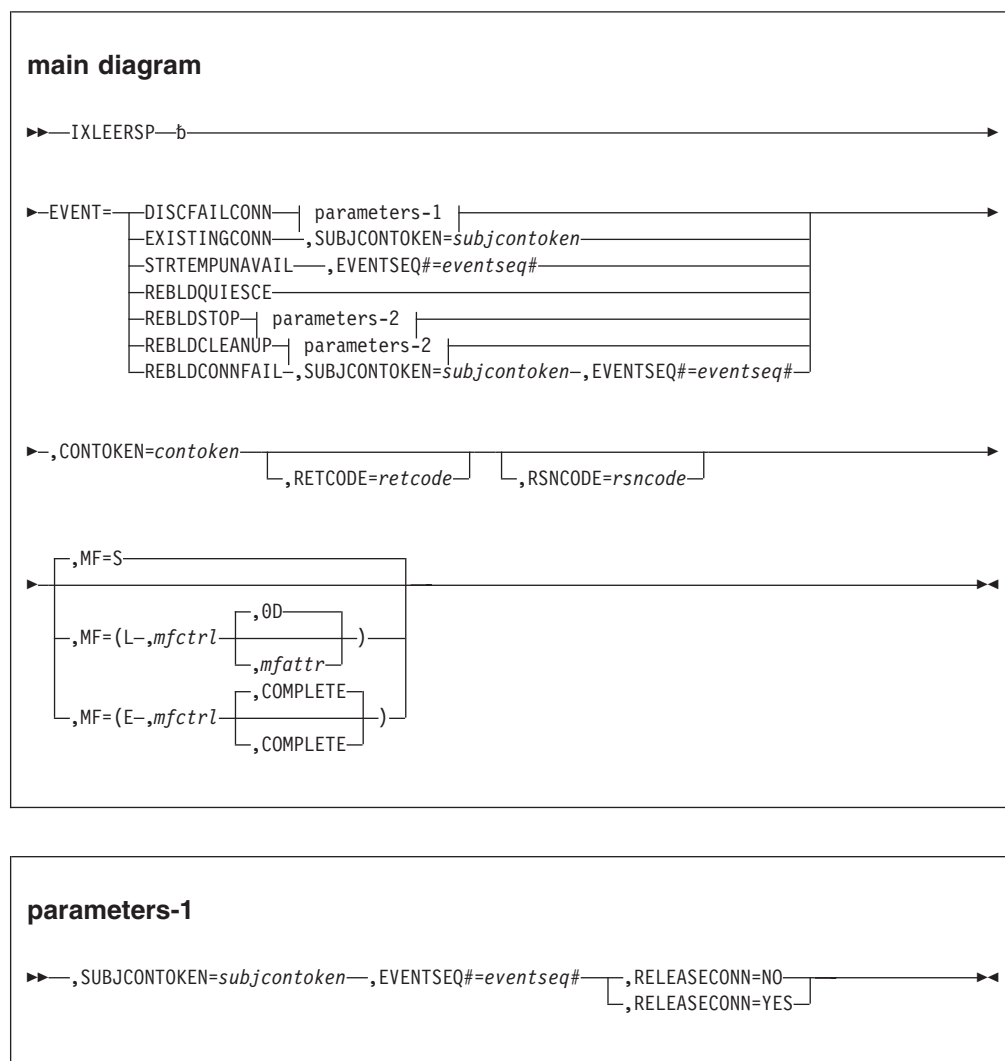 main diagram
IXLEERSP ƀ
EVENT= DISCFAILCONN parameters-1
EXISTINGCONN ,SUBJCONTOKEN=subjcontoken
STRTEMPUNAVAIL ,EVENTSEQ#=eventseq#
REBLDQUIESCE
REBLDSTOP parameters-2
REBLDCLEANUP parameters-2
REBLDCONNFAIL ,SUBJCONTOKEN=subjcontoken ,EVENTSEQ#=eventseq#
,CONTOKEN=contoken
,RETCODE=retcode ,RSNCODE=rsncode
,MF=S
,0D
,MF=(L ,mfctrl )
,mfattr
,COMPLETE
,MF=(E ,mfctrl )
,COMPLETE
parameters-1
,SUBJCONTOKEN=subjcontoken ,EVENTSEQ#=eventseq# ,RELEASECONN=NO
,RELEASECONN=YES